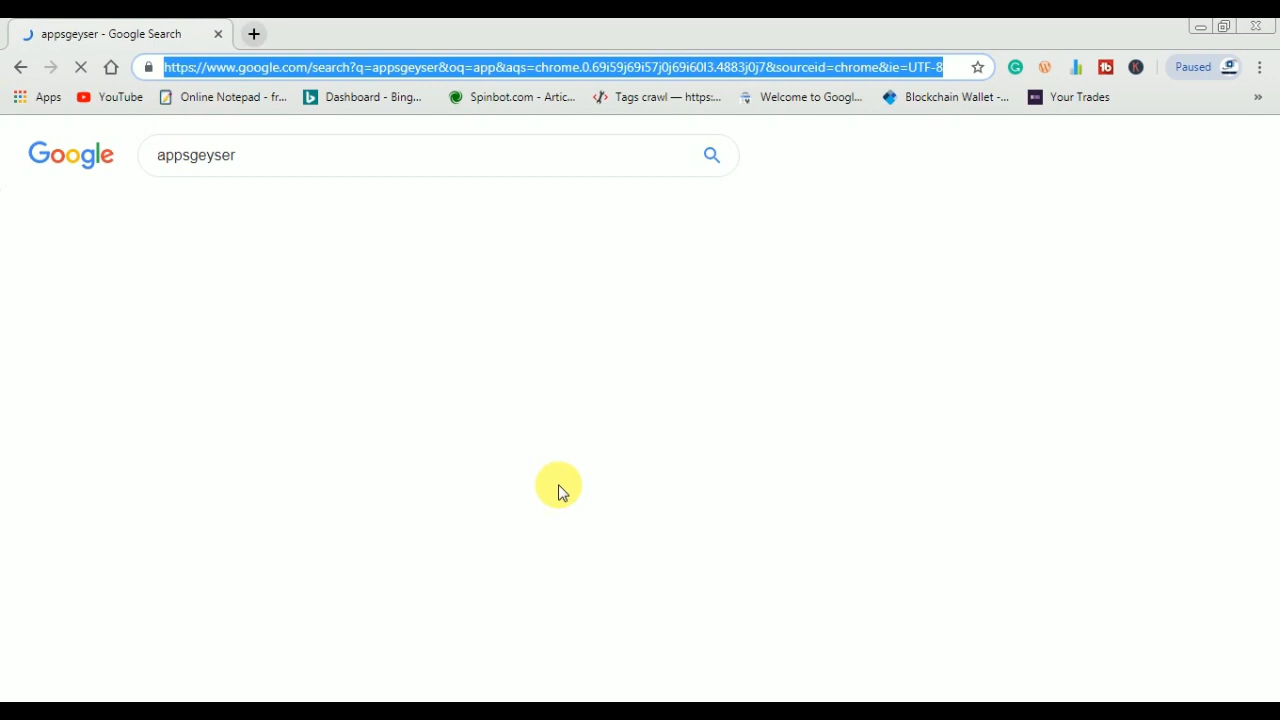 appsgeyser - Google Search
https://www.google.com/search?q=appsgeyser&oq=app&aqs=chrome.0.69i59j69i57j0j69i60l3.4883j0j7&sourceid=chrome&ie=UTF-8
Paused
Apps YouTube Online Notepad - fr... Dashboard - Bing... Spinbot.com - Artic... Tags crawl — https:... Welcome to Googl... Blockchain Wallet -... Your Trades »
Google appsgeyser